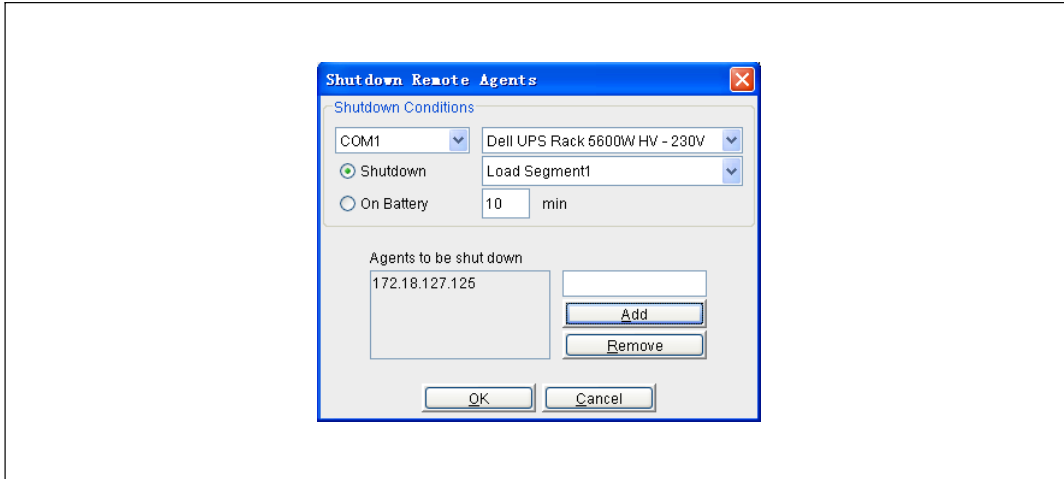 Shutdown Remote Agents
Shutdown Conditions
COM1 Dell UPS Rack 5600W HV - 230V
Shutdown Load Segment1
On Battery 10 min
Agents to be shut down
172.18.127.125
Add
Remove
OK Cancel